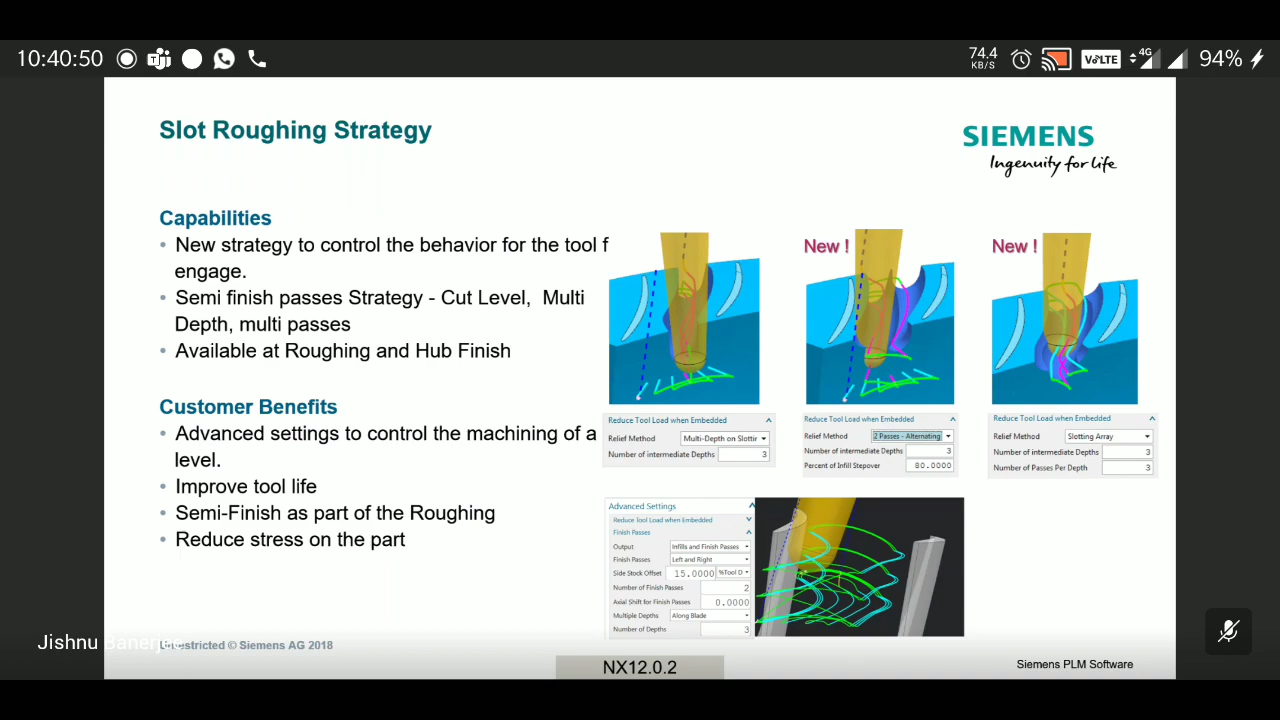 10:40:50
74.4
KB/S
VoLTE
4G
94%
Slot Roughing Strategy
SIEMENS
Ingenuity for life
Capabilities
• New strategy to control the behavior for the tool f
engage.
• Semi finish passes Strategy - Cut Level, Multi
Depth, multi passes
• Available at Roughing and Hub Finish
Customer Benefits
• Advanced settings to control the machining of a
level.
• Improve tool life
• Semi-Finish as part of the Roughing
• Reduce stress on the part
New !
New !
Reduce Tool Load when Embedded
Relief Method Multi-Depth on Slottir
Number of intermediate Depths 3
Reduce Tool Load when Embedded
Relief Method 2 Passes - Alternating
Number of intermediate Depths 3
Percent of Infill Stepover 80.0000
Reduce Tool Load when Embedded
Relief Method Slotting Array
Number of intermediate Depths 3
Number of Passes Per Depth 3
Advanced Settings
Reduce Tool Load when Embedded
Finish Passes
Output Infills and Finish Passes
Finish Passes Left and Right
Side Stock Offset 15.0000 %Tool D
Number of Finish Passes 2
Axial Shift for Finish Passes 0.0000
Multiple Depths Along Blade
Number of Depths 3
Jishnu Banerjee
restricted © Siemens AG 2018
NX12.0.2
Siemens PLM Software